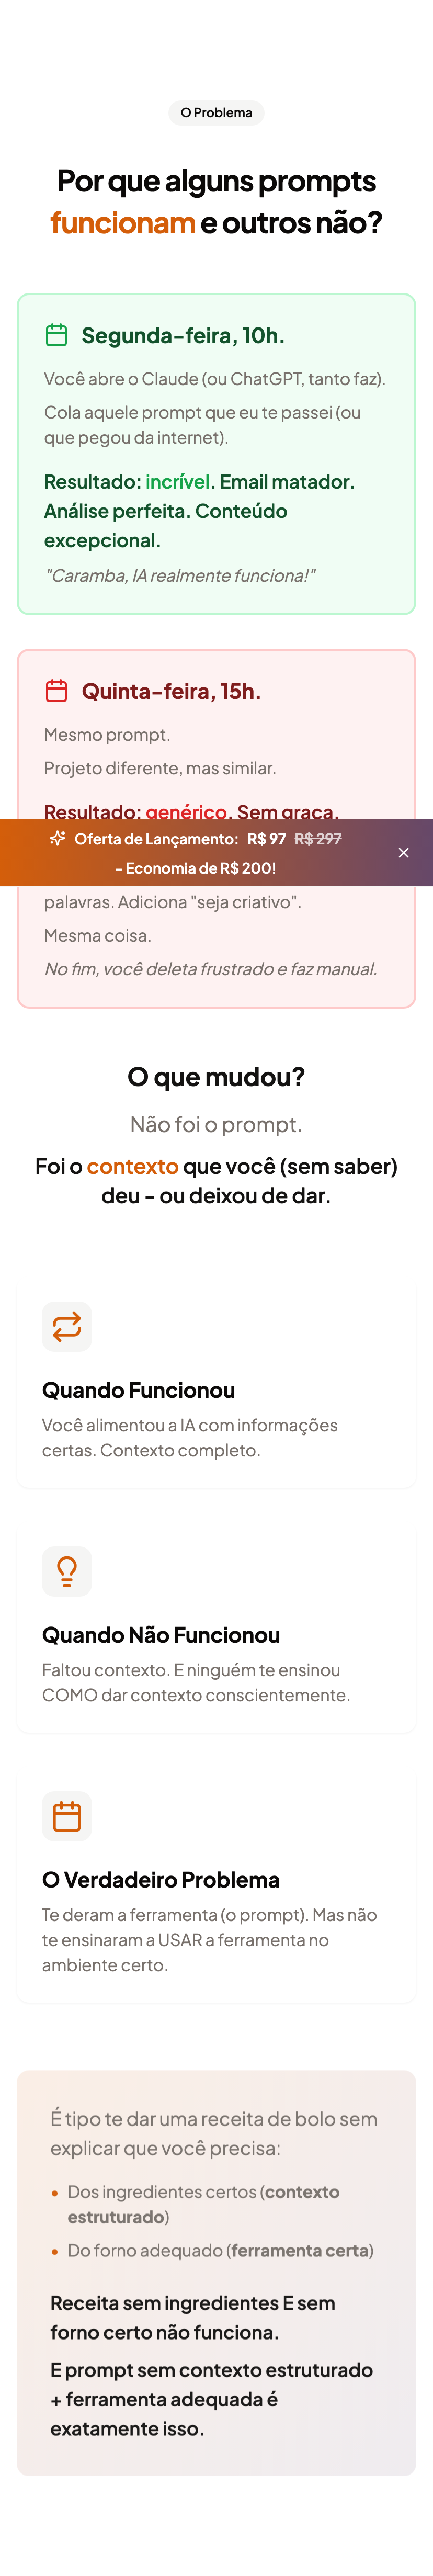 O Problema
Por que alguns prompts
funcionam e outros não?
Segunda-feira, 10h.
Você abre o Claude (ou ChatGPT, tanto faz).
Cola aquele prompt que eu te passei (ou
que pegou da internet).
Resultado: incrível. Email matador.
Análise perfeita. Conteúdo
excepcional.
"Caramba, IA realmente funciona!"
Quinta-feira, 15h.
Mesmo prompt.
Projeto diferente, mas similar.
Resultado: genérico. Sem graça.
Oferta de Lançamento: R$ 97 R$ 297
- Economia de R$ 200!
palavras. Adiciona "seja criativo".
Mesma coisa.
No fim, você deleta frustrado e faz manual.
O que mudou?
Não foi o prompt.
Foi o contexto que você (sem saber)
deu - ou deixou de dar.
Quando Funcionou
Você alimentou a IA com informações
certas. Contexto completo.
Quando Não Funcionou
Faltou contexto. E ninguém te ensinou
COMO dar contexto conscientemente.
O Verdadeiro Problema
Te deram a ferramenta (o prompt). Mas não
te ensinaram a USAR a ferramenta no
ambiente certo.
É tipo te dar uma receita de bolo sem
explicar que você precisa:
• Dos ingredientes certos (contexto
estruturado)
• Do forno adequado (ferramenta certa)
Receita sem ingredientes E sem
forno certo não funciona.
E prompt sem contexto estruturado
+ ferramenta adequada é
exatamente isso.